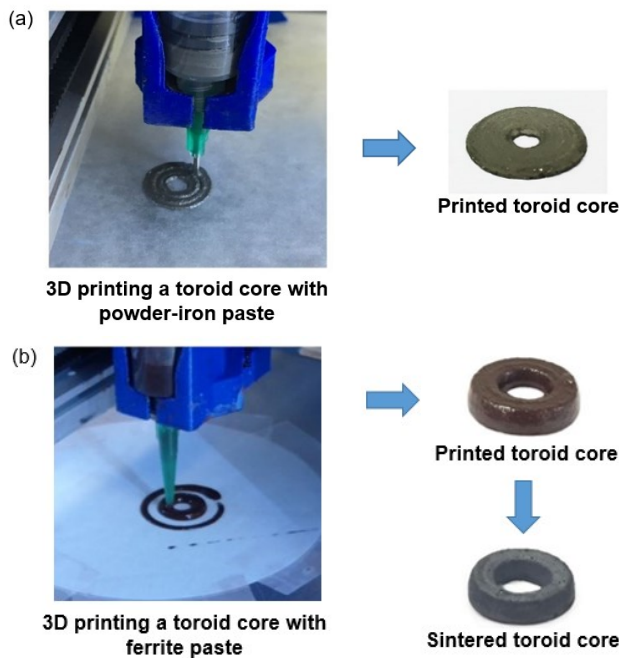 (a)
Printed toroid core
3D printing a toroid core with
powder-iron paste
(b)
Printed toroid core
Sintered toroid core
3D printing a toroid core with
ferrite paste